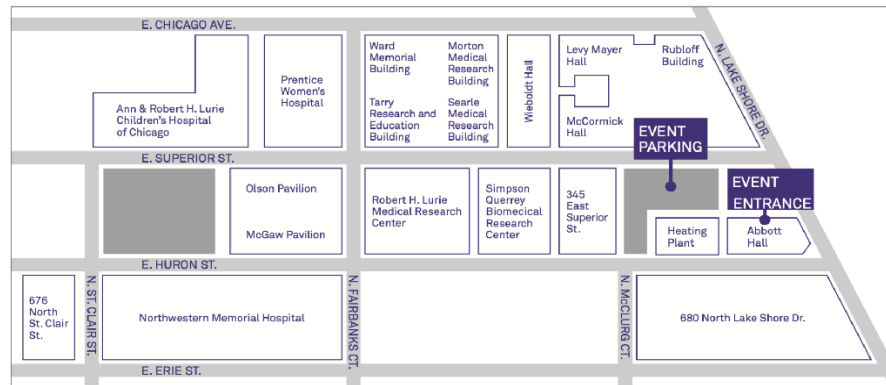 E. CHICAGO AVE.
N. LAKE SHORE DR.
Ann & Robert H. Lurie
Children's Hospital
of Chicago
Prentice
Women's
Hospital
Ward
Memorial
Building
Morton
Medical
Research
Building
Tarry
Research and
Education
Building
Searle
Medical
Research
Building
Wieboldt Hall
Levy Mayer
Hall
Rubloff
Building
McCormick
Hall
EVENT
PARKING
E. SUPERIOR ST.
EVENT
ENTRANCE
Olson Pavilion
McGaw Pavilion
Robert H. Lurie
Medical Research
Center
Simpson
Querrey
Biomecical
Research
Center
345
East
Superior
St.
Heating
Plant
Abbott
Hall
E. HURON ST.
676
North
St. Clair
St.
N. ST. CLAIR ST.
Northwestern Memorial Hospital
N. FAIRBANKS CT.
N. McCLURG CT.
680 North Lake Shore Dr.
E. ERIE ST.